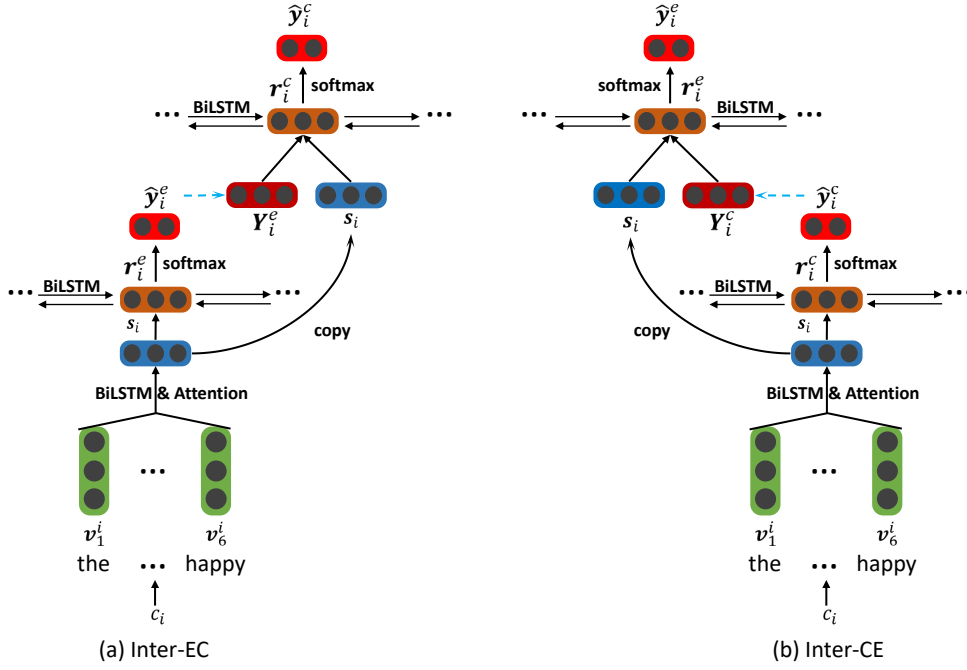 ŷ_i^c
r_i^c softmax
... BiLSTM ...
ŷ_i^e
Y_i^e s_i
r_i^e softmax
... BiLSTM ...
s_i
copy
BiLSTM & Attention
...
v_1^i v_6^i
the ... happy
c_i
(a) Inter-EC
ŷ_i^e
softmax r_i^e
... BiLSTM ...
ŷ_i^c
s_i Y_i^c
r_i^c softmax
... BiLSTM ...
s_i
copy
BiLSTM & Attention
...
v_1^i v_6^i
the ... happy
c_i
(b) Inter-CE